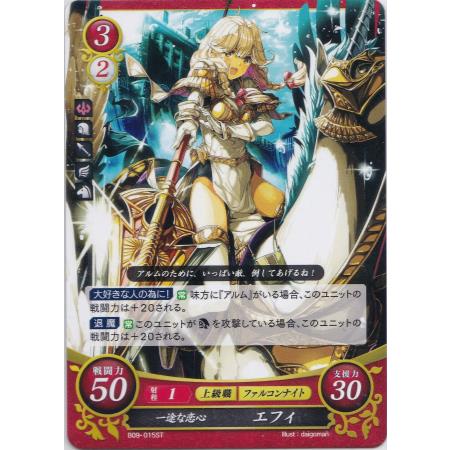 3
2
アルムのために、いっぱい敵、倒してあげるね！
大好きな人の為に! 常 味方に『アルム』がいる場合、このユニット
の戦闘力は＋20される。
退魔 常 このユニットが を攻撃している場合、このユニットの
戦闘力は＋20される。
戦闘力
50
射程 1 上級職 ファルコンナイト
支援力
30
一途な恋心 エフィ
B09-015ST
Illust：daigoman